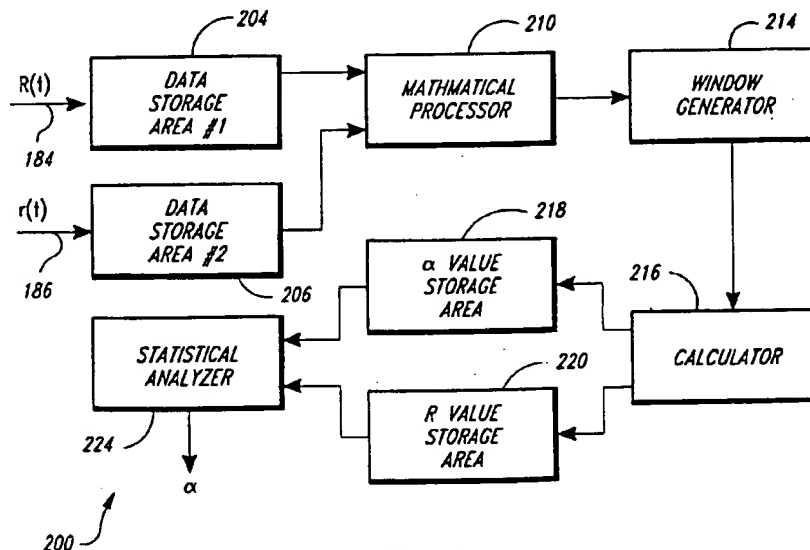 204
210
214
R(t)
184
DATA
STORAGE
AREA #1
MATHMATICAL
PROCESSOR
WINDOW
GENERATOR
r(t)
186
DATA
STORAGE
AREA #2
206
218
α VALUE
STORAGE
AREA
216
CALCULATOR
STATISTICAL
ANALYZER
224
220
R VALUE
STORAGE
AREA
α
200